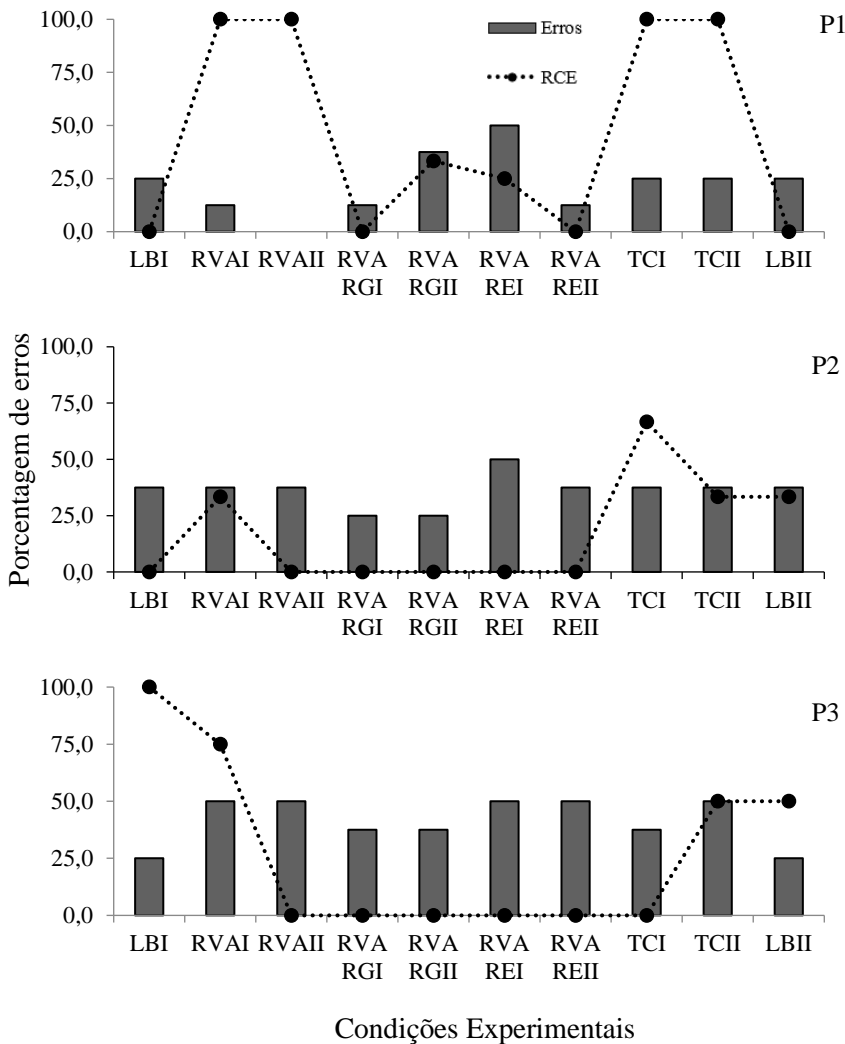 100,0
75,0
50,0
25,0
0,0
Erros
RCE
P1
LBI RVAI RVAII RVA RVA RVA RVA TCI TCII LBII
RGI RGII REI REII
Porcentagem de erros
100,0
75,0
50,0
25,0
0,0
P2
LBI RVAI RVAII RVA RVA RVA RVA TCI TCII LBII
RGI RGII REI REII
100,0
75,0
50,0
25,0
0,0
P3
LBI RVAI RVAII RVA RVA RVA RVA TCI TCII LBII
RGI RGII REI REII
Condições Experimentais